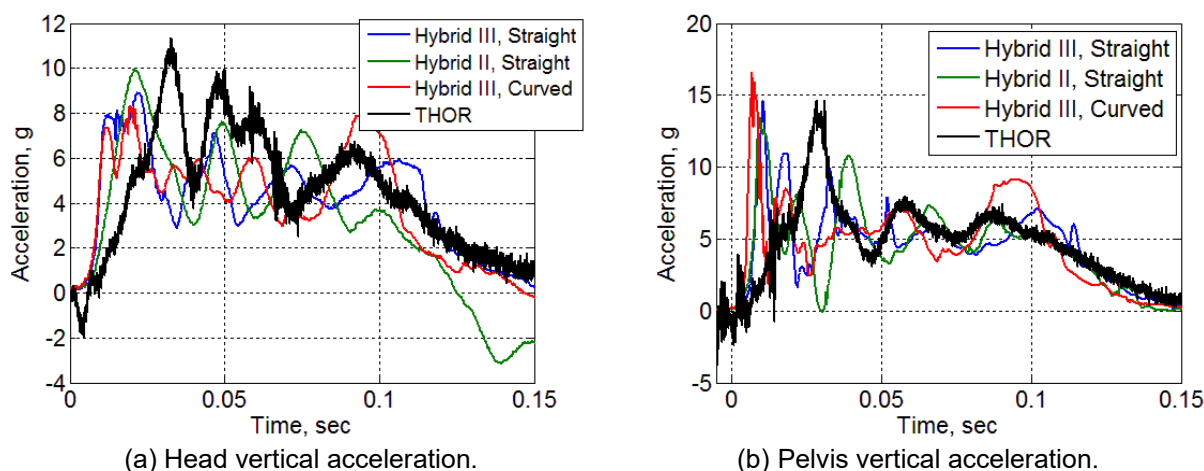 12
10
8
6
4
2
0
-2
-4
Acceleration, g
0 0.05 0.1 0.15
Time, sec
Hybrid III, Straight
Hybrid II, Straight
Hybrid III, Curved
THOR
(a) Head vertical acceleration.
20
15
10
5
0
-5
Acceleration, g
0 0.05 0.1 0.15
Time, sec
Hybrid III, Straight
Hybrid II, Straight
Hybrid III, Curved
THOR
(b) Pelvis vertical acceleration.